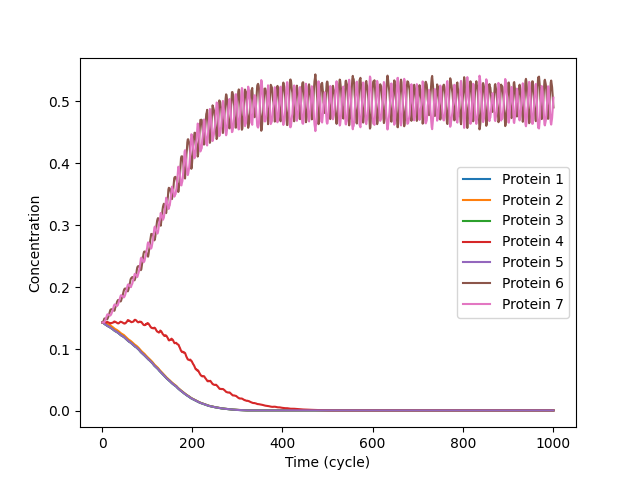 0.5
0.4
0.3
0.2
0.1
0.0
Concentration
Protein 1
Protein 2
Protein 3
Protein 4
Protein 5
Protein 6
Protein 7
0 200 400 600 800 1000
Time (cycle)